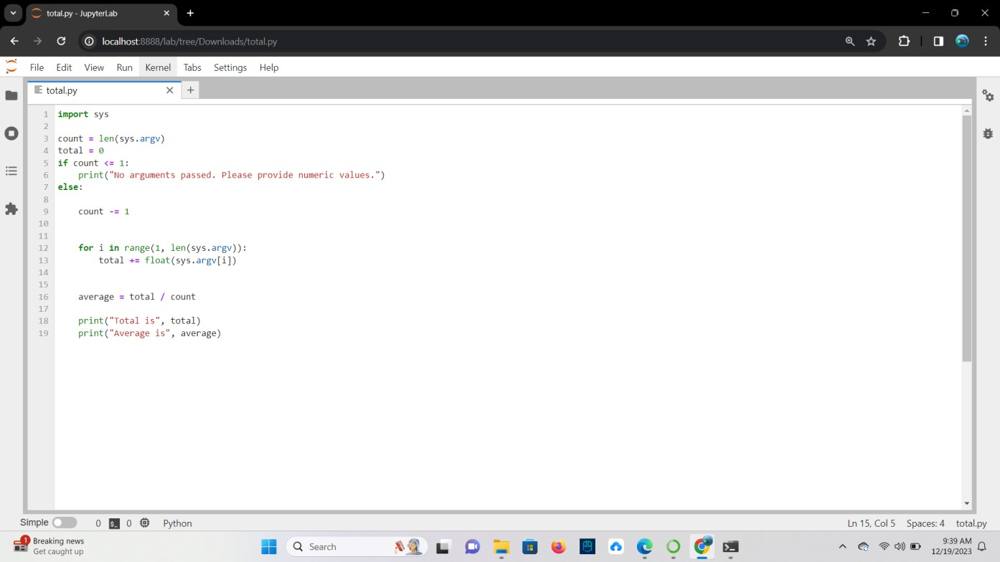 total.py - JupyterLab
localhost:8888/lab/tree/Downloads/total.py
File Edit View Run Kernel Tabs Settings Help
total.py
1 import sys
2
3 count = len(sys.argv)
4 total = 0
5 if count <= 1:
6     print("No arguments passed. Please provide numeric values.")
7 else:
8
9     count -= 1
10
11
12     for i in range(1, len(sys.argv)):
13         total += float(sys.argv[i])
14
15
16     average = total / count
17
18     print("Total is", total)
19     print("Average is", average)
Simple 0 $_ 0 Python Ln 15, Col 5 Spaces: 4 total.py
1 Breaking news
Get caught up
Search
9:39 AM
12/19/2023